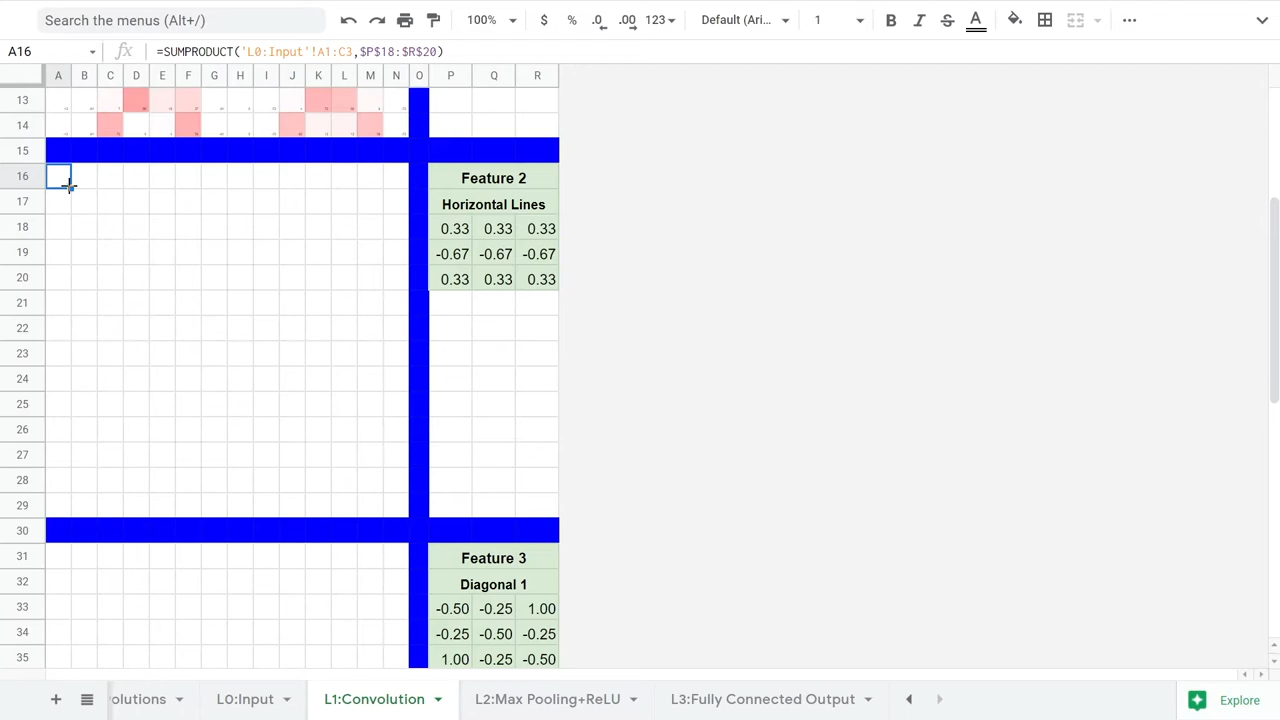 Search the menus (Alt+/) 100% $ % .0 .00 123 Default (Ari... 1 B I S A
A16 fx =SUMPRODUCT('L0:Input'!A1:C3,$P$18:$R$20)
A B C D E F G H I J K L M N O P Q R
13
14
15
16 Feature 2
17 Horizontal Lines
18 0.33 0.33 0.33
19 -0.67 -0.67 -0.67
20 0.33 0.33 0.33
21
22
23
24
25
26
27
28
29
30
31 Feature 3
32 Diagonal 1
33 -0.50 -0.25 1.00
34 -0.25 -0.50 -0.25
35 1.00 -0.25 -0.50
+ olutions L0:Input L1:Convolution L2:Max Pooling+ReLU L3:Fully Connected Output Explore